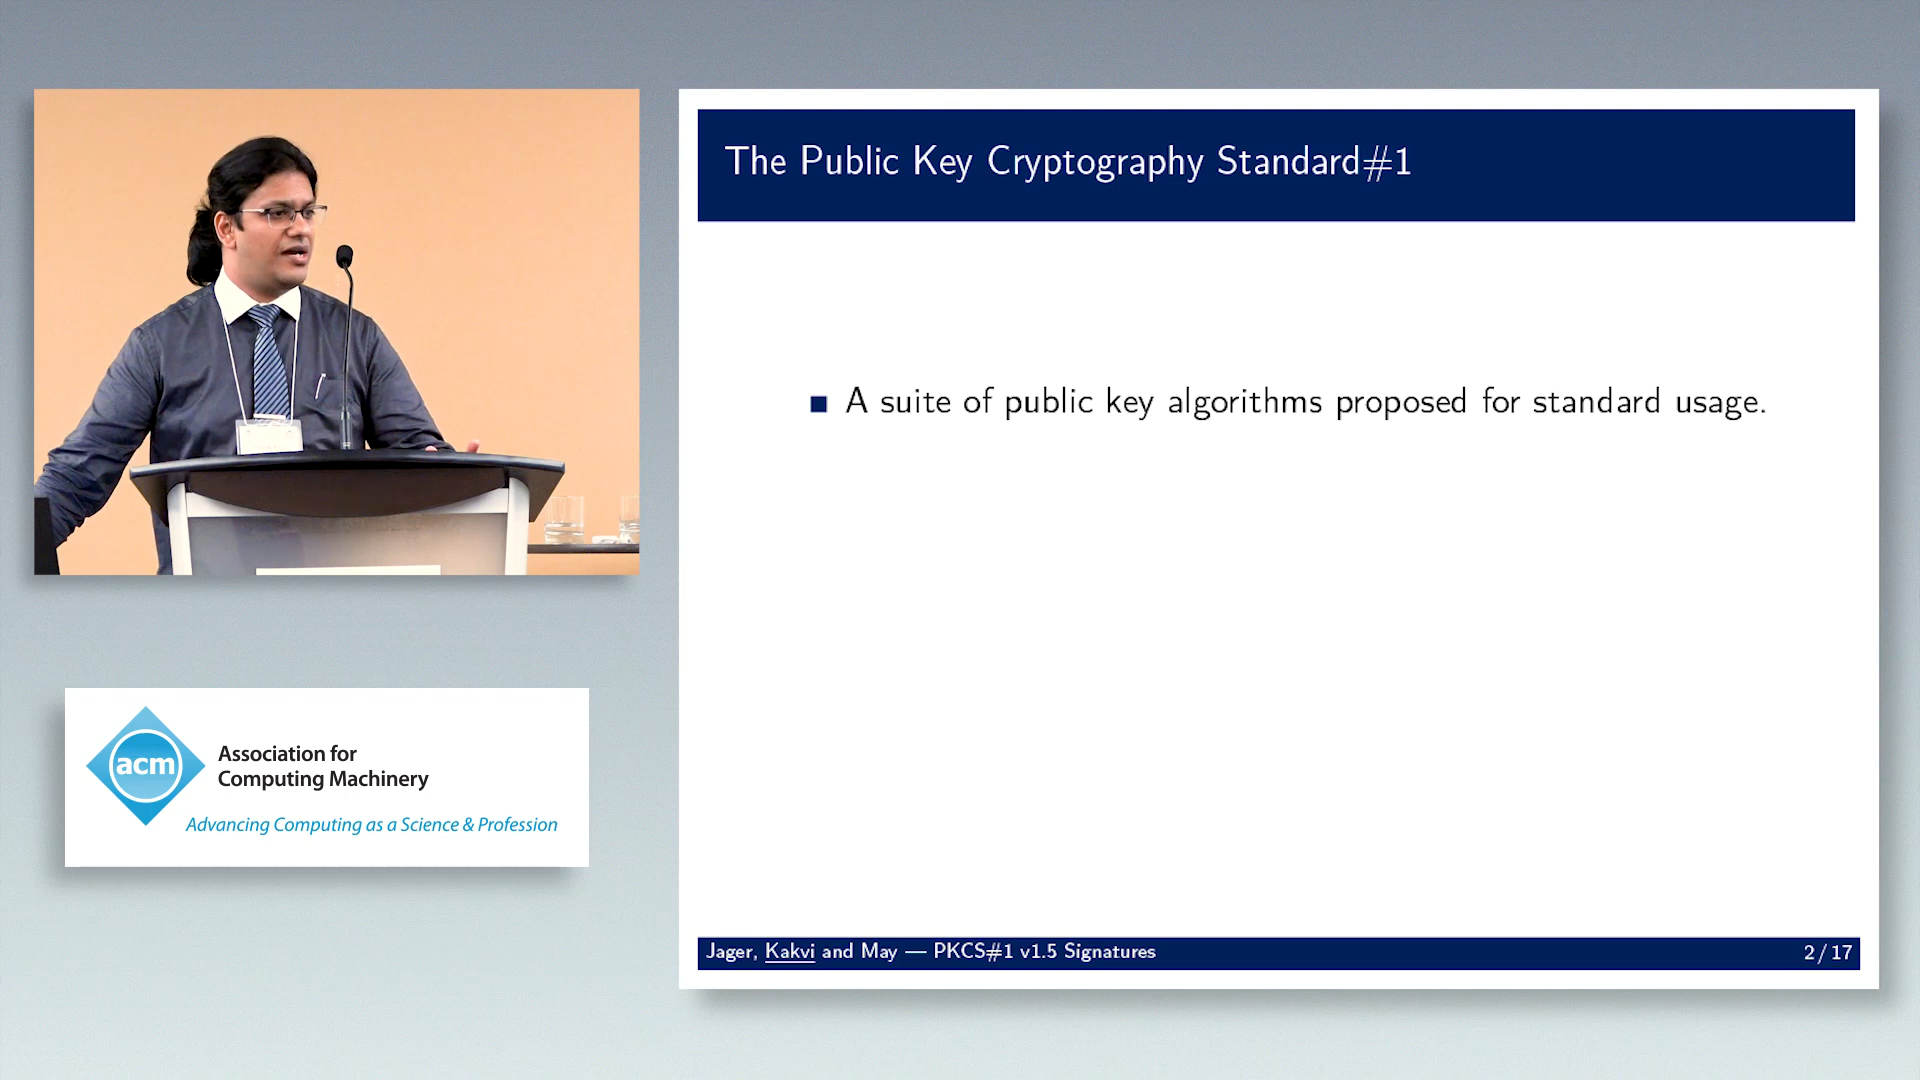 The Public Key Cryptography Standard#1
A suite of public key algorithms proposed for standard usage.
acm
Association for
Computing Machinery
Advancing Computing as a Science & Profession
Jager, Kakvi and May — PKCS#1 v1.5 Signatures
2 / 17